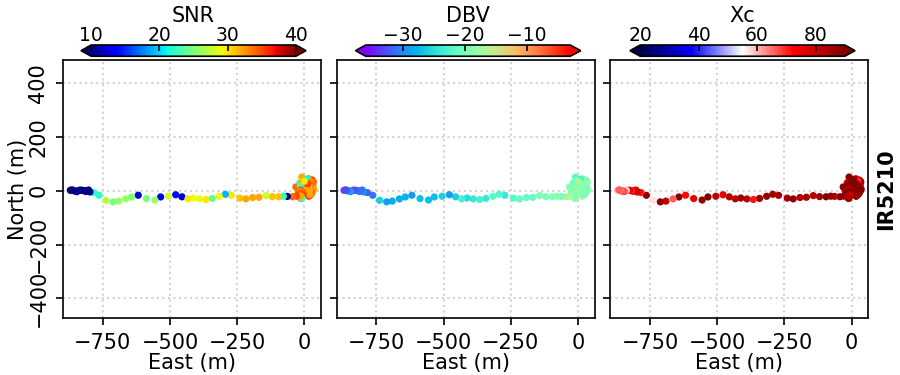 SNR DBV Xc
10 20 30 40 −30 −20 −10 20 40 60 80
North (m)
400
200
0
−200
−400
IR5210
−750 −500 −250 0 −750 −500 −250 0 −750 −500 −250 0
East (m) East (m) East (m)